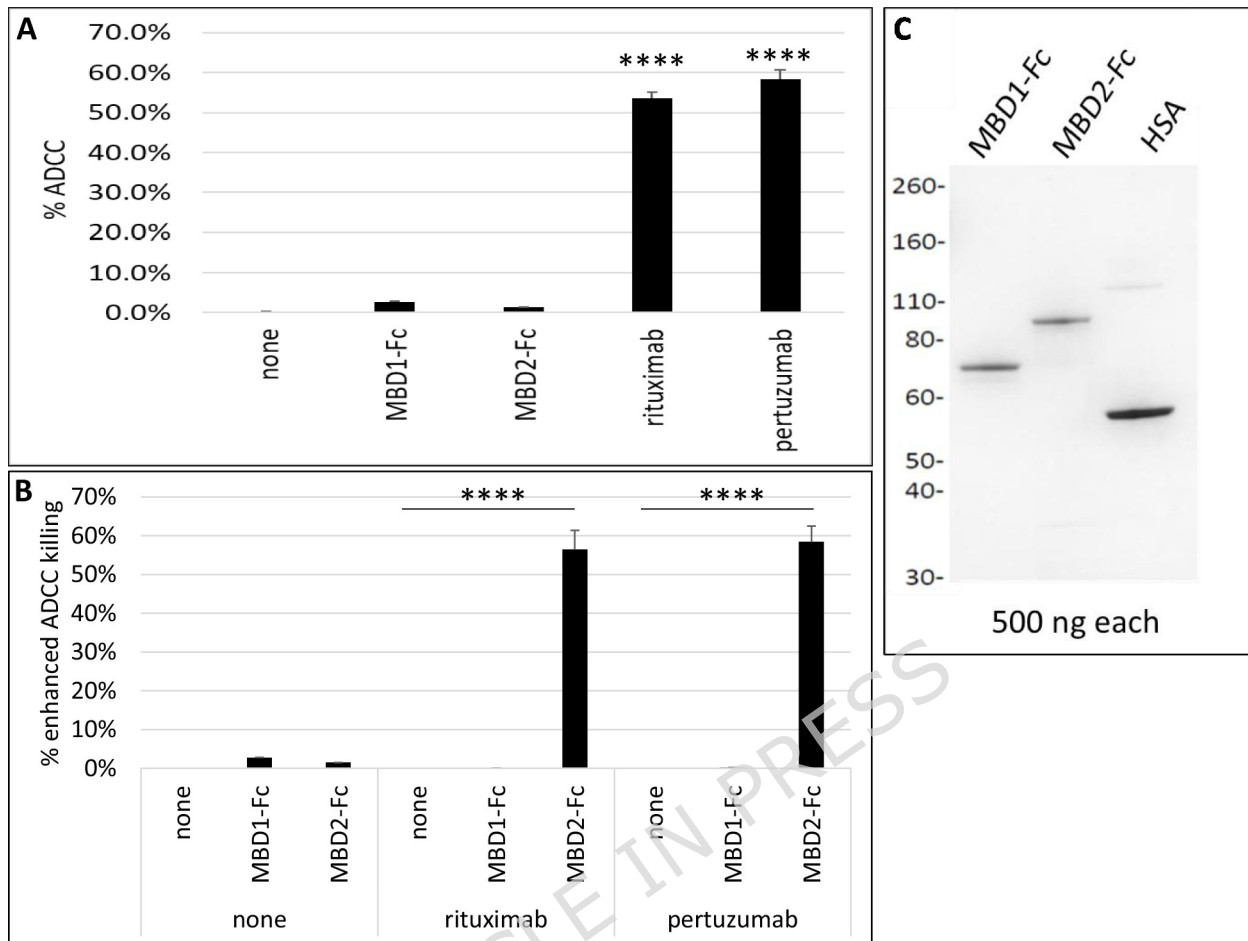 A
70.0%
60.0%
50.0%
40.0%
30.0%
20.0%
10.0%
0.0%
% ADCC
**** ****
none MBD1-Fc MBD2-Fc rituximab pertuzumab
B
70%
60%
50%
40%
30%
20%
10%
0%
% enhanced ADCC killing
**** ****
none MBD1-Fc MBD2-Fc none MBD1-Fc MBD2-Fc none MBD1-Fc MBD2-Fc
none rituximab pertuzumab
C
MBD1-Fc MBD2-Fc HSA
260-
160-
110-
80-
60-
50-
40-
30-
500 ng each
LE IN PRESS